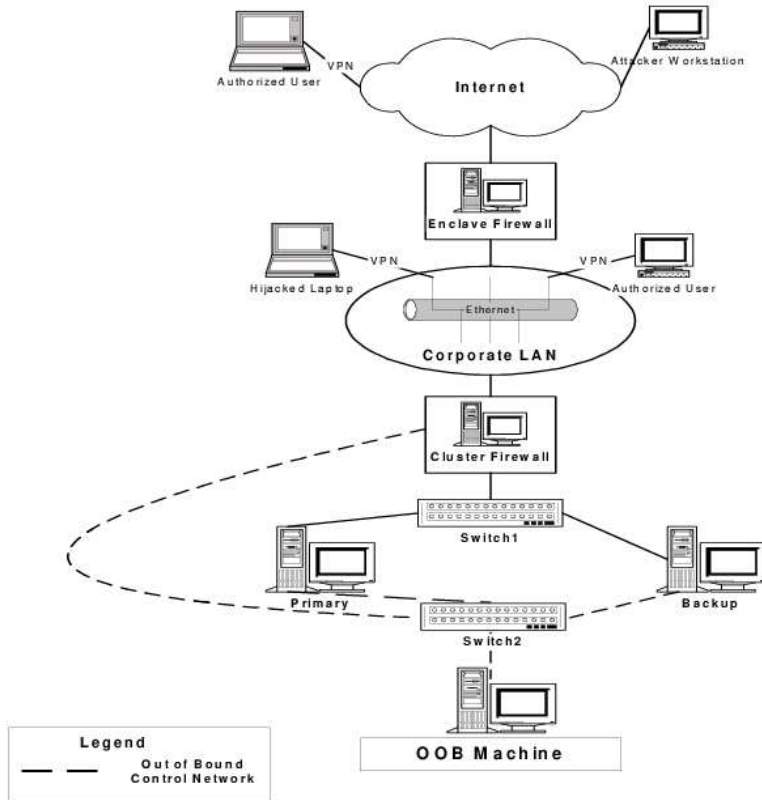 VPN
Authorized User
Internet
Attacker Workstation
Enclave Firewall
VPN
VPN
Hijacked Laptop
Authorized User
Ethernet
Corporate LAN
Cluster Firewall
Switch1
Primary
Backup
Switch2
OOB Machine
Legend
Out of Bound
Control Network